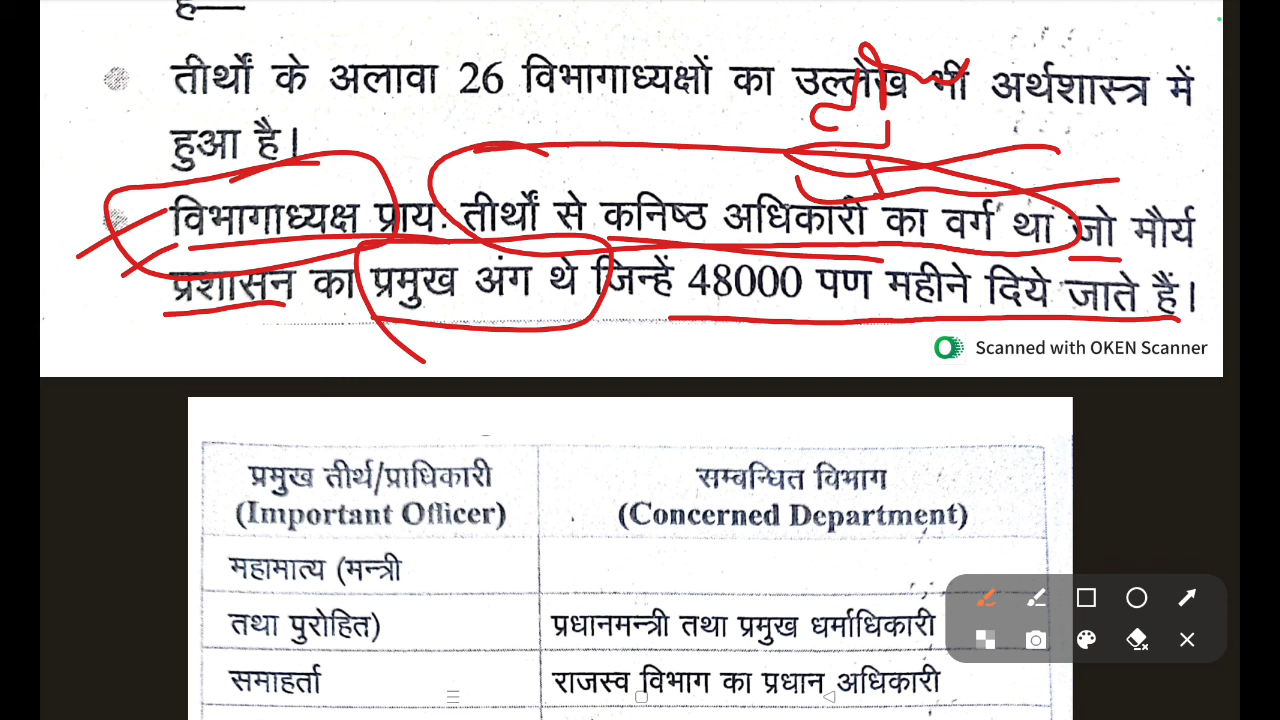 है—
तीर्थों के अलावा 26 विभागाध्यक्षों का उल्लेख भी अर्थशास्त्र में
हुआ है।
विभागाध्यक्ष प्राय: तीर्थों से कनिष्ठ अधिकारी का वर्ग था जो मौर्य
प्रशासन का प्रमुख अंग थे जिन्हें 48000 पण महीने दिये जाते हैं।
Scanned with OKEN Scanner
प्रमुख तीर्थ/प्राधिकारी सम्बन्धित विभाग
(Important Officer) (Concerned Department)
महामात्य (मन्त्री
तथा पुरोहित) प्रधानमन्त्री तथा प्रमुख धर्माधिकारी
समाहर्ता राजस्व विभाग का प्रधान अधिकारी